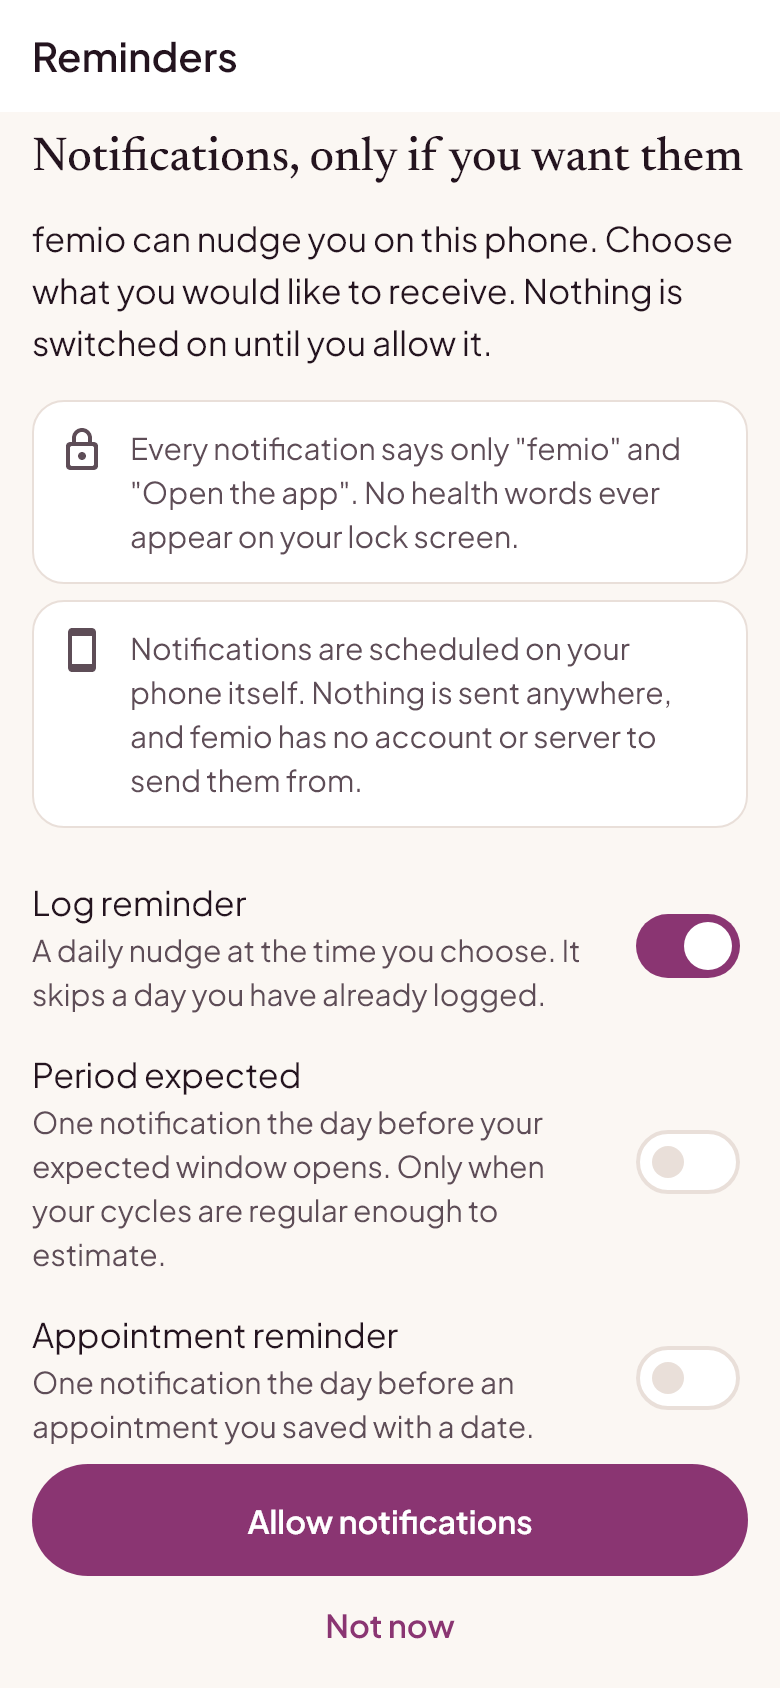 Reminders
Notifications, only if you want them
femio can nudge you on this phone. Choose
what you would like to receive. Nothing is
switched on until you allow it.
Every notification says only "femio" and
"Open the app". No health words ever
appear on your lock screen.
Notifications are scheduled on your
phone itself. Nothing is sent anywhere,
and femio has no account or server to
send them from.
Log reminder
A daily nudge at the time you choose. It
skips a day you have already logged.
Period expected
One notification the day before your
expected window opens. Only when
your cycles are regular enough to
estimate.
Appointment reminder
One notification the day before an
appointment you saved with a date.
Allow notifications
Not now